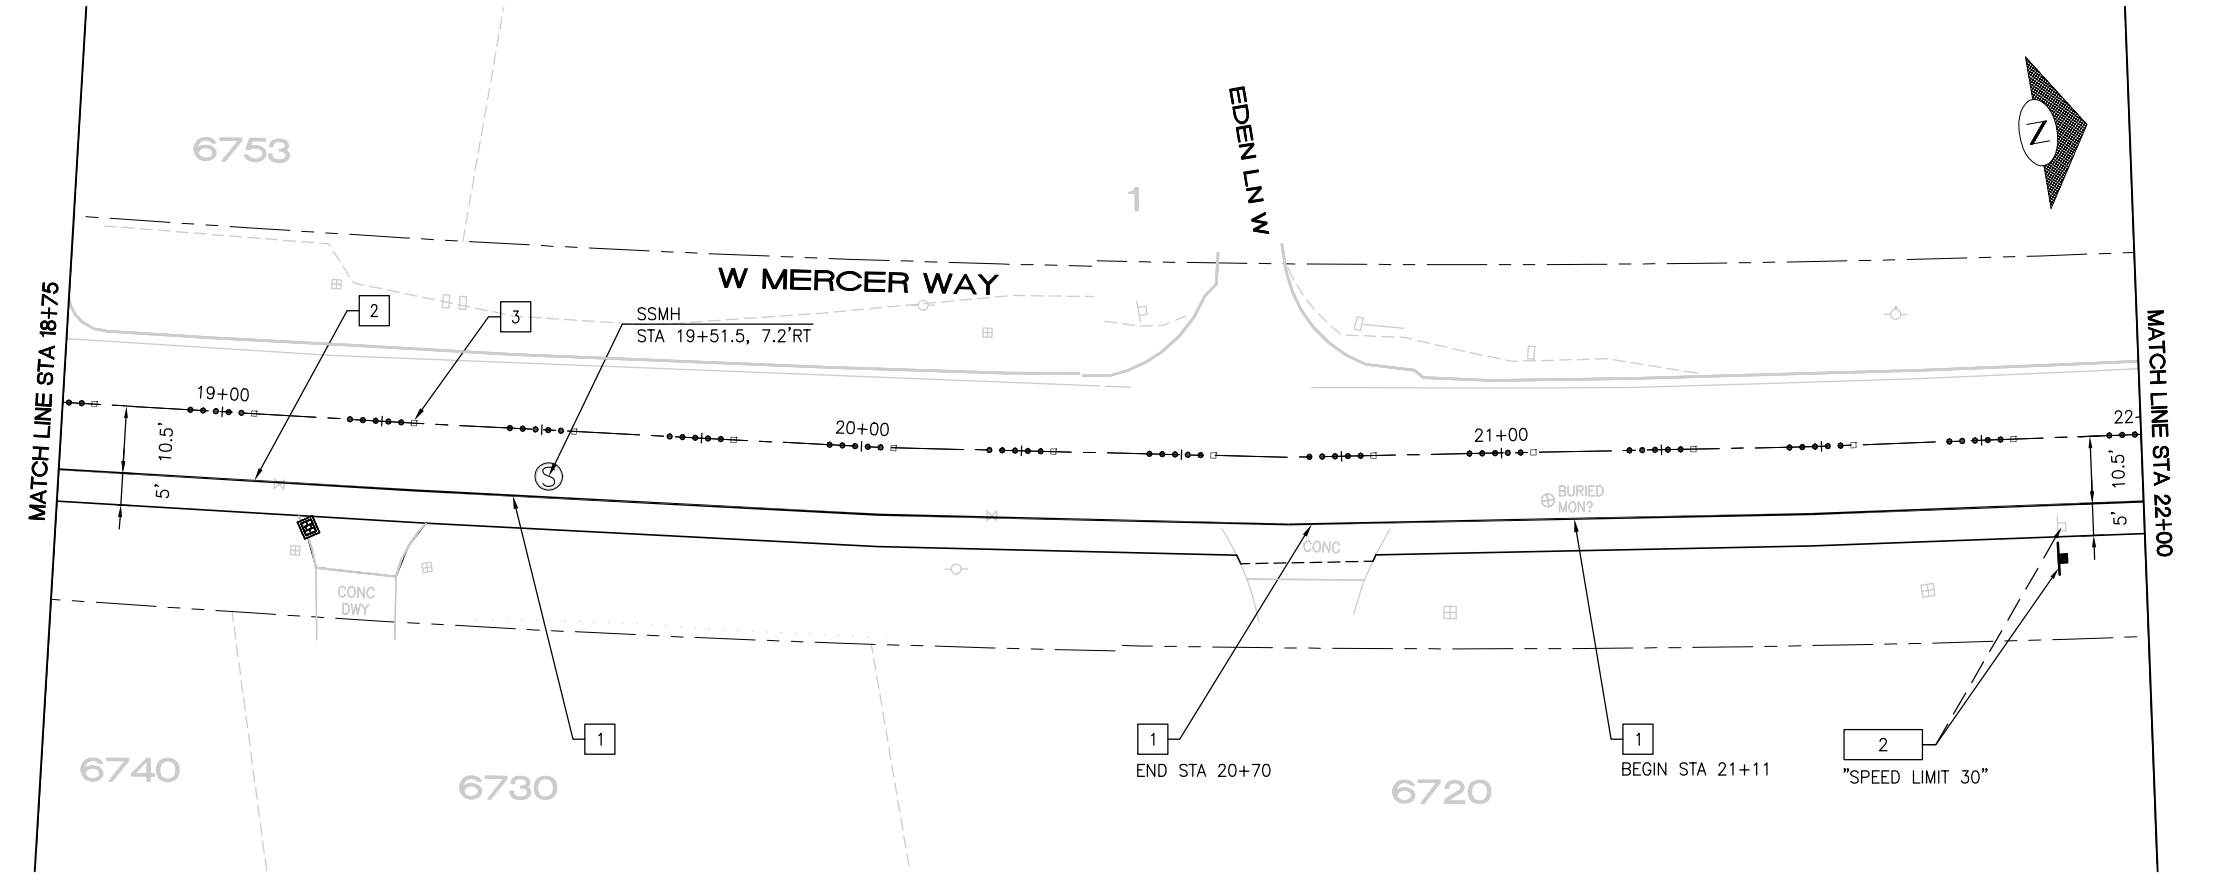 EDEN LN W
N
6753
1
W MERCER WAY
MATCH LINE STA 18+75
MATCH LINE STA 22+00
2
3
SSMH
STA 19+51.5, 7.2'RT
19+00
20+00
21+00
22
10.5'
5'
10.5'
5'
S
BURIED
MON?
CONC
CONC
DWY
1
1
END STA 20+70
1
BEGIN STA 21+11
2
"SPEED LIMIT 30"
6740
6730
6720